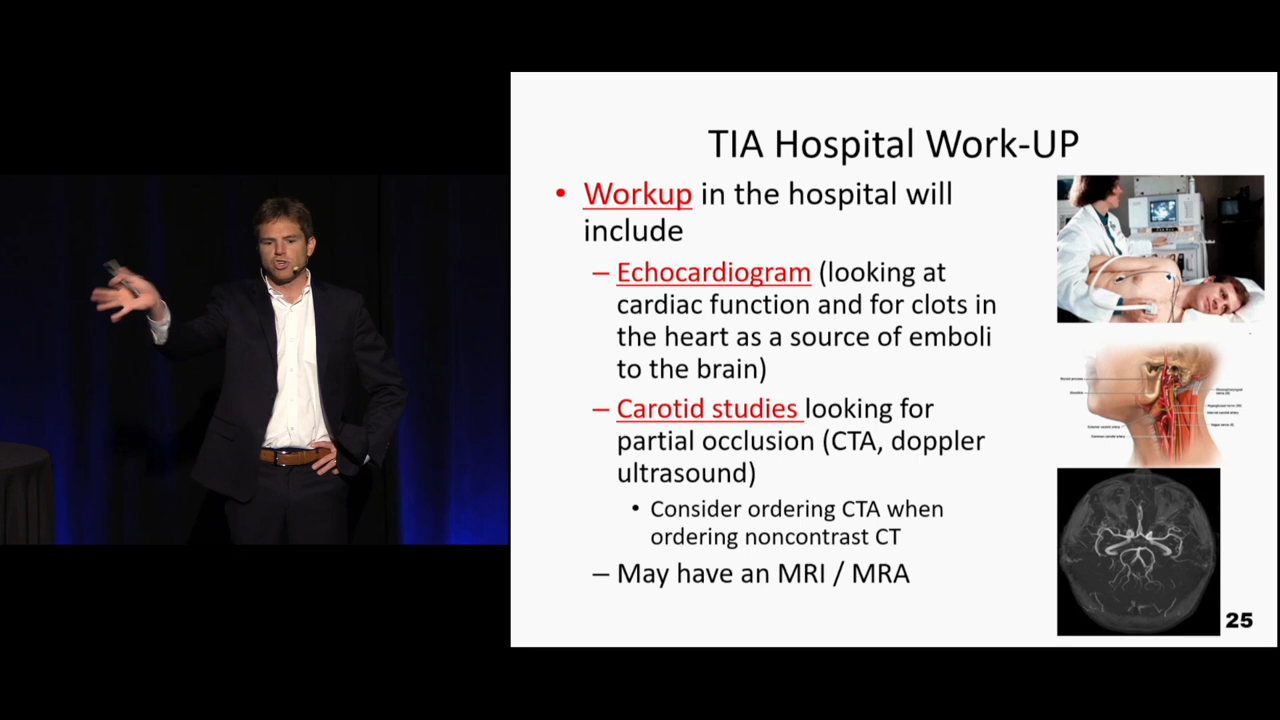 TIA Hospital Work-UP
• Workup in the hospital will
include
– Echocardiogram (looking at
cardiac function and for clots in
the heart as a source of emboli
to the brain)
– Carotid studies looking for
partial occlusion (CTA, doppler
ultrasound)
• Consider ordering CTA when
ordering noncontrast CT
– May have an MRI / MRA
25